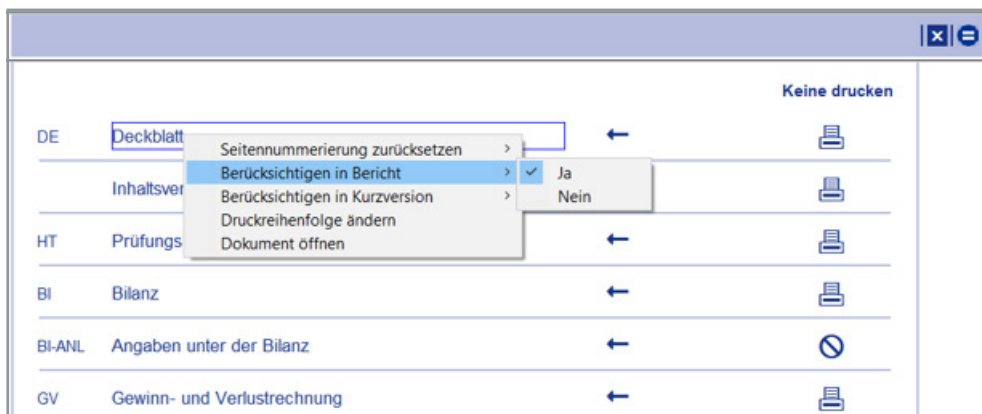 Keine drucken
DE Deckblatt
Seitennummerierung zurücksetzen
Berücksichtigen in Bericht
Ja
Inhaltsver
Berücksichtigen in Kurzversion
Nein
Druckreihenfolge ändern
HT Prüfungs
Dokument öffnen
BI Bilanz
BI-ANL Angaben unter der Bilanz
GV Gewinn- und Verlustrechnung